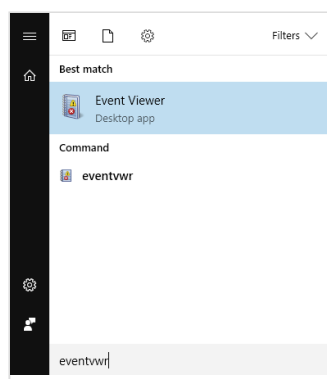 Filters
Best match
Event Viewer
Desktop app
Command
eventvwr
eventvwr